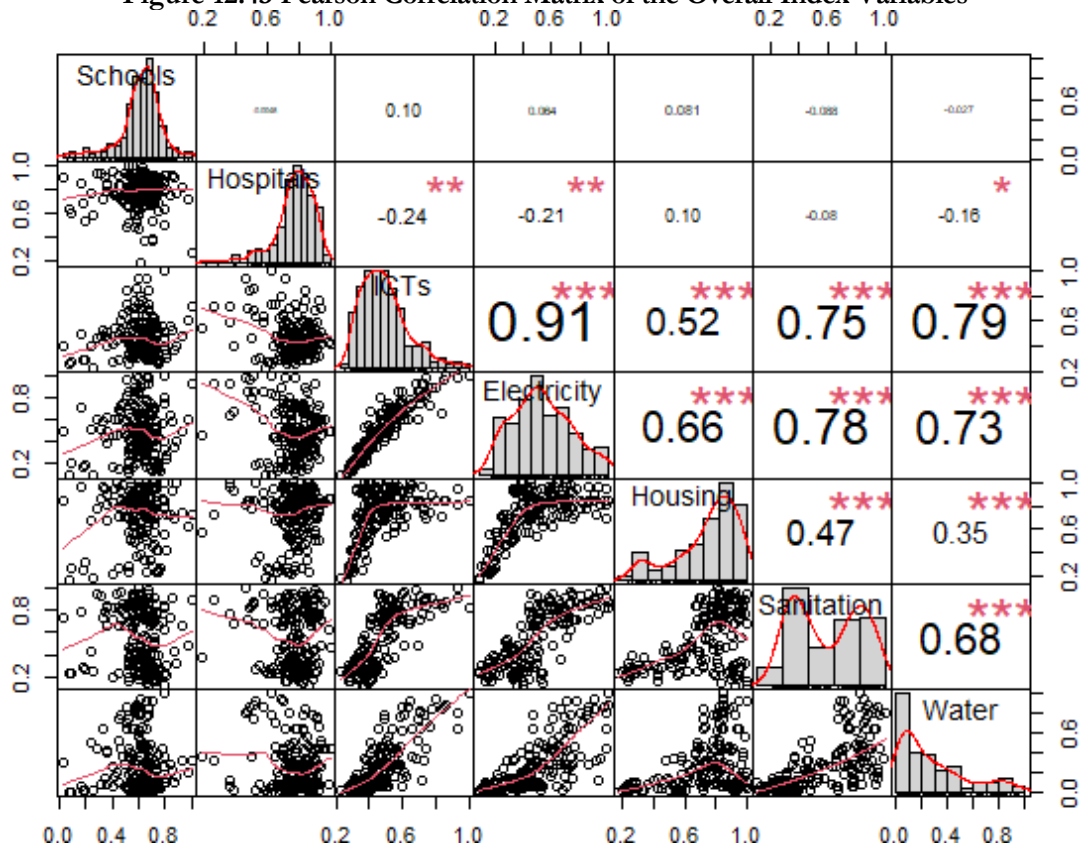 Figure Pearson Correlation Matrix of the Overall Index Variables
0.2 0.6 1.0 0.2 0.6 1.0 0.2 0.6 1.0
Schools 0.10 0.064 0.081 -0.088 -0.027 0.0 0.6
0.2 0.6 1.0 Hospitals -0.24 ** -0.21 ** 0.10 -0.08 -0.16 *
ICTs 0.91 *** 0.52 *** 0.75 *** 0.79 *** 0.2 0.6 1.0
0.2 0.8 Electricity 0.66 *** 0.78 *** 0.73 ***
Housing 0.47 *** 0.35 *** 0.2 0.6 1.0
0.2 0.8 Sanitation 0.68 ***
Water 0.0 0.6
0.0 0.4 0.8 0.2 0.6 1.0 0.2 0.6 1.0 0.0 0.4 0.8